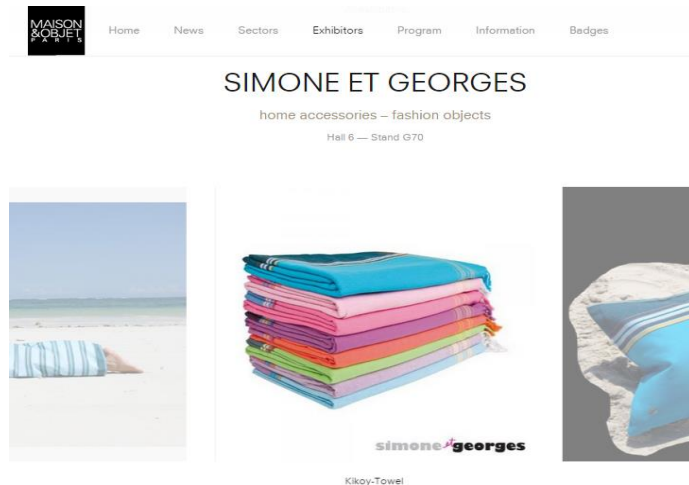 MAISON
&OBJET
PARIS
Home News Sectors Exhibitors Program Information Badges
SIMONE ET GEORGES
home accessories – fashion objects
Hall 6 — Stand G70
simone et georges
Kikoy-Towel